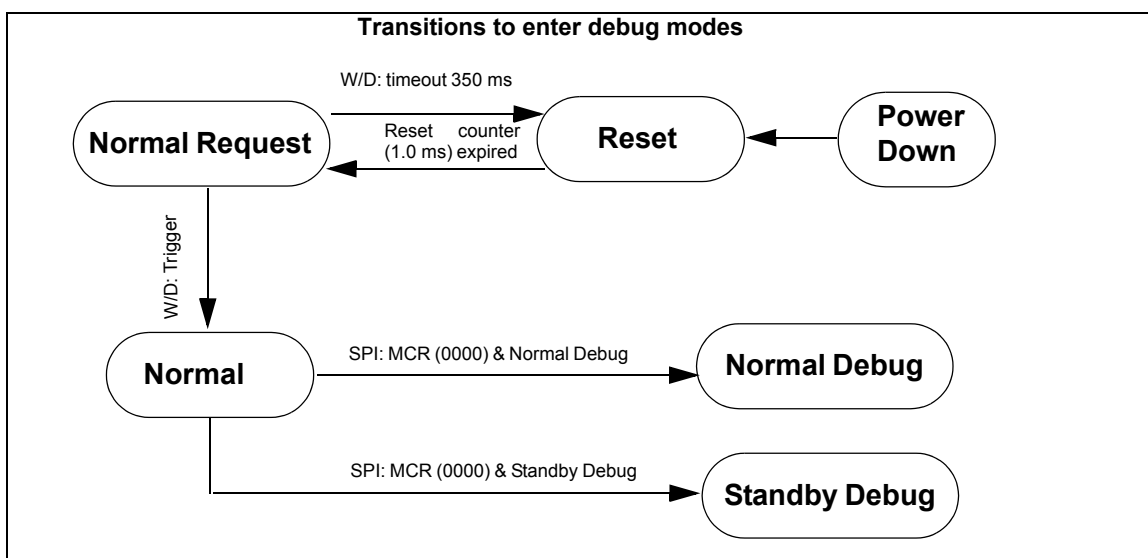 Transitions to enter debug modes
W/D: timeout 350 ms
Normal Request
Reset counter
(1.0 ms) expired
Reset
Power
Down
W/D: Trigger
Normal
SPI: MCR (0000) & Normal Debug
Normal Debug
SPI: MCR (0000) & Standby Debug
Standby Debug